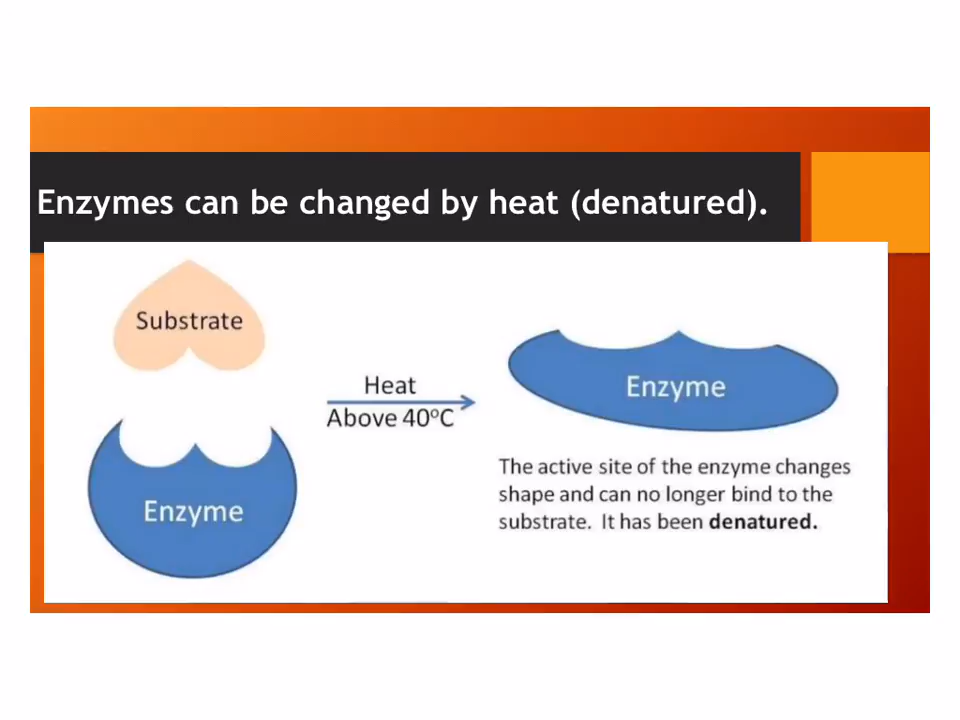 Enzymes can be changed by heat (denatured).
Substrate
Enzyme
Heat
Above 40°C
Enzyme
The active site of the enzyme changes
shape and can no longer bind to the
substrate. It has been denatured.